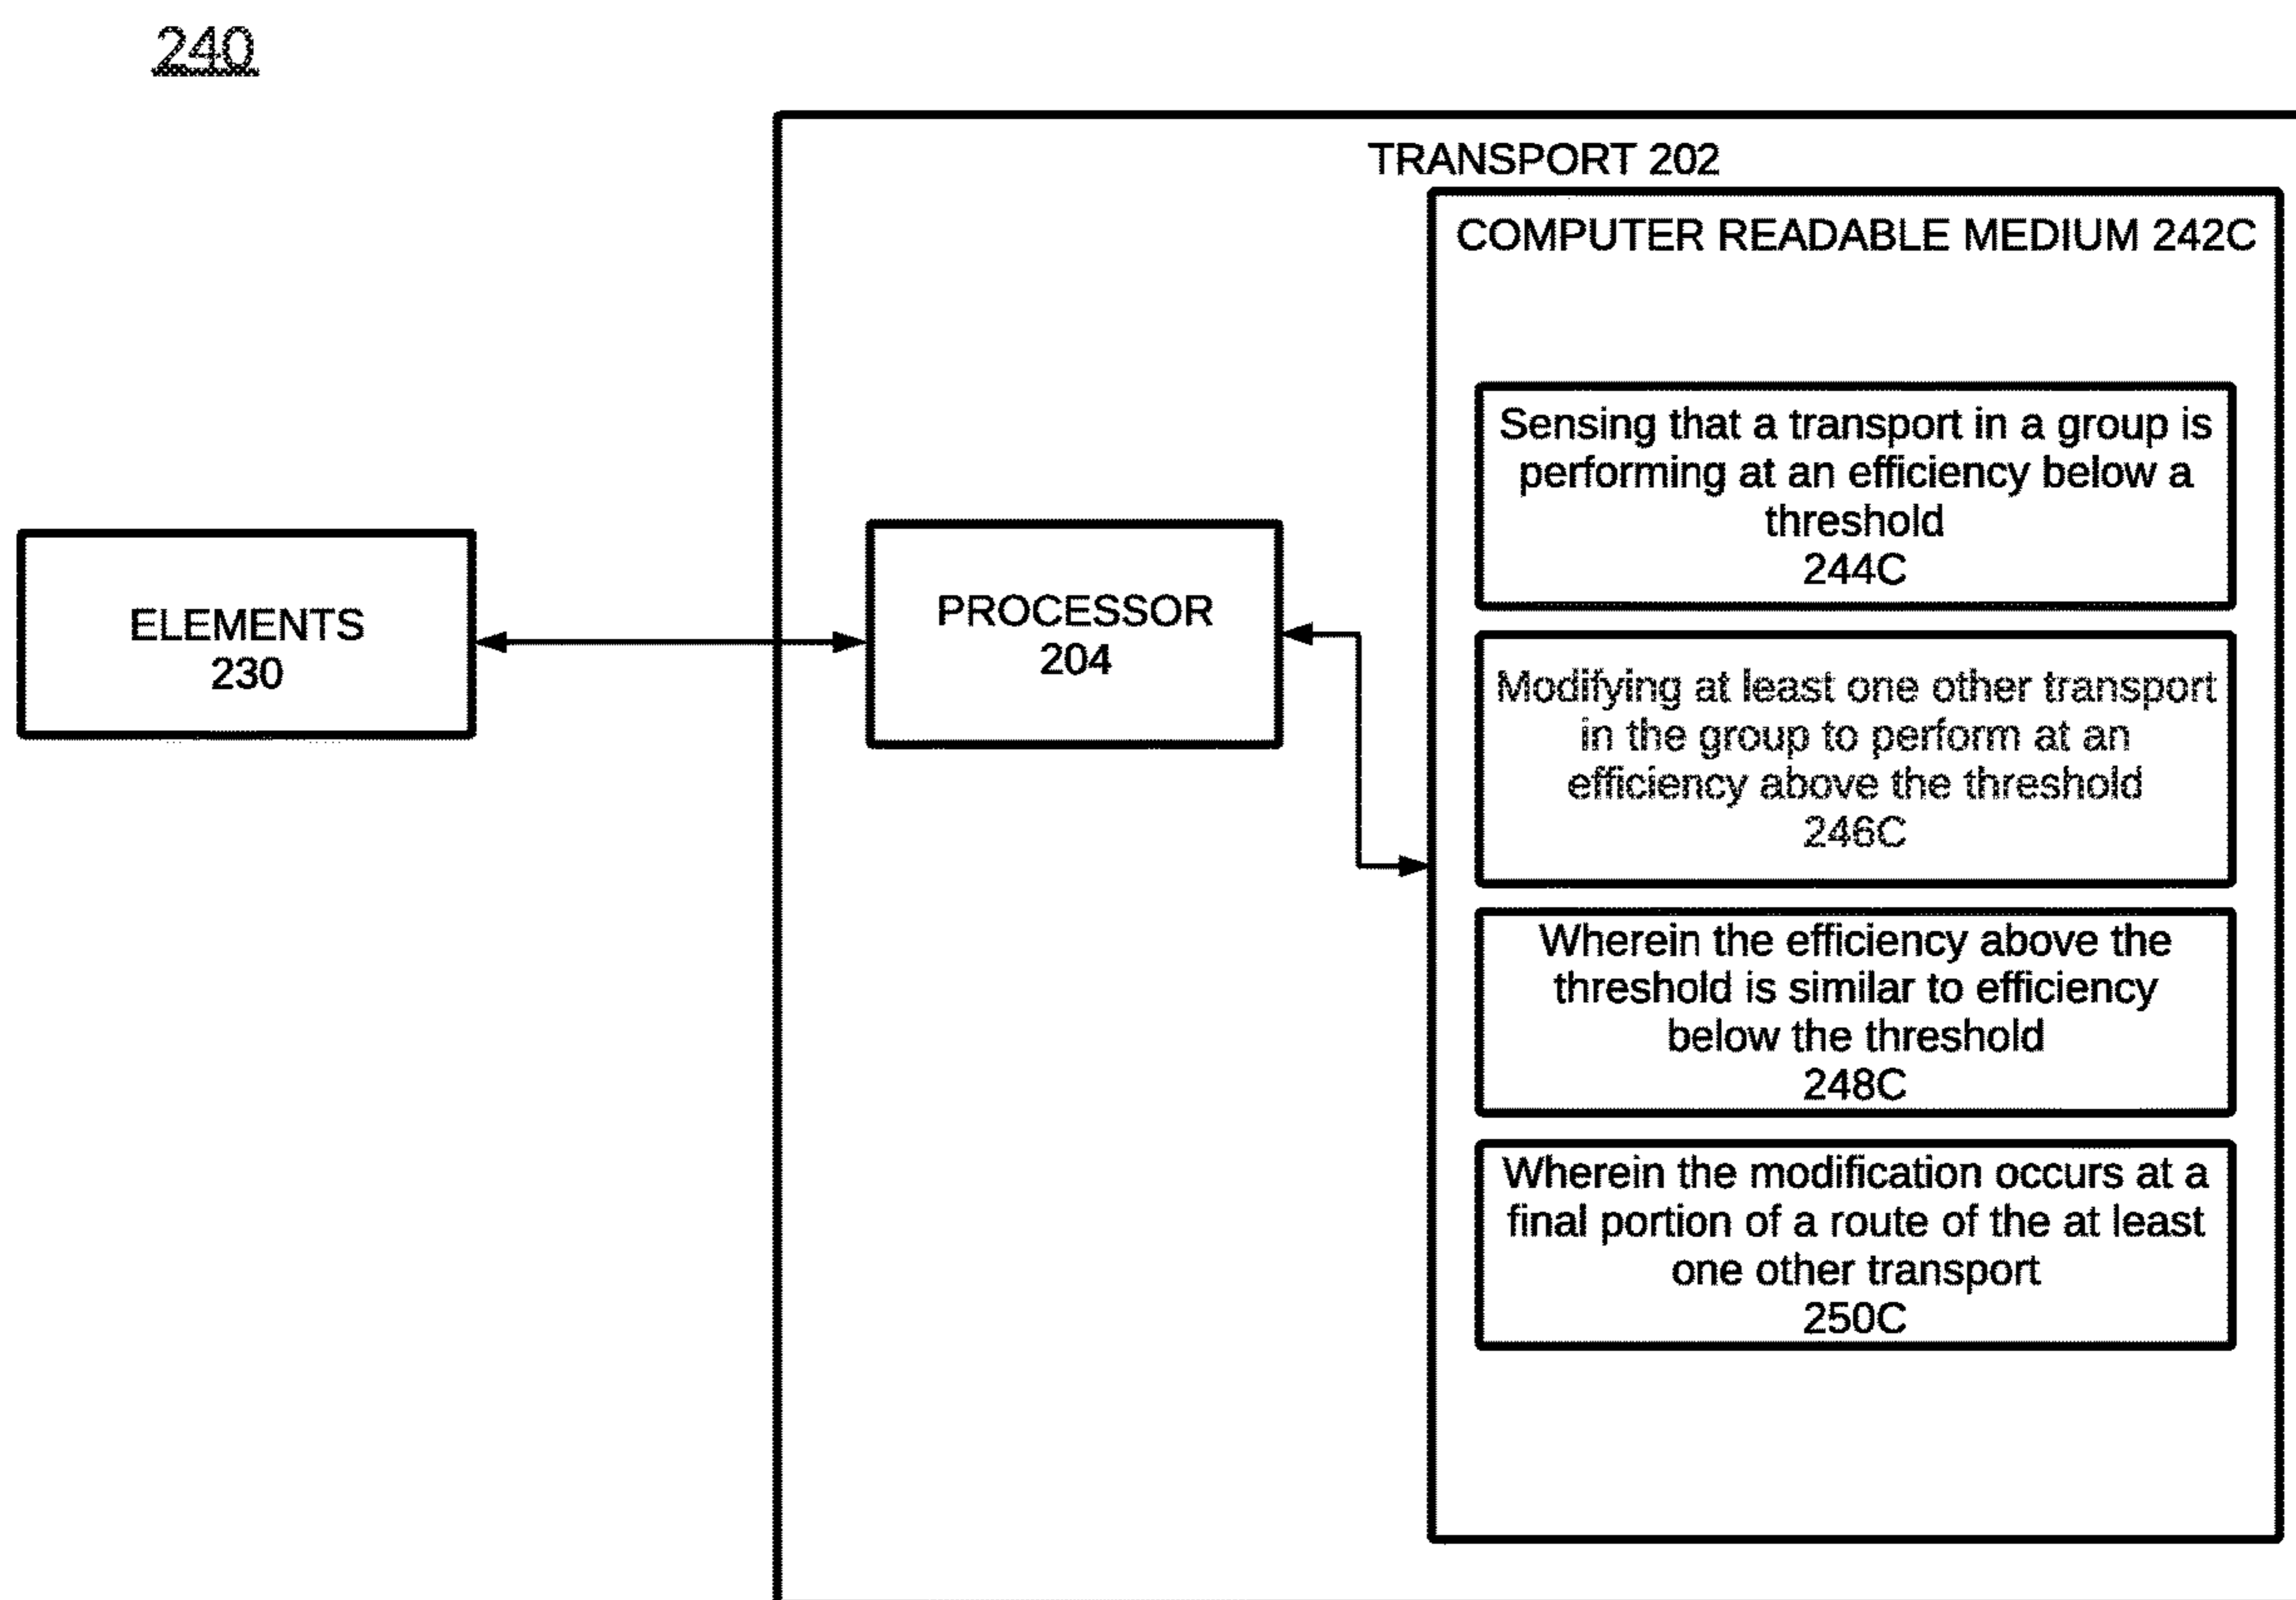 240
TRANSPORT 202
COMPUTER READABLE MEDIUM 242C
Sensing that a transport in a group is
performing at an efficiency below a
threshold
244C
ELEMENTS
230
PROCESSOR
204
Modifying at least one other transport
in the group to perform at an
efficiency above the threshold
246C
Wherein the efficiency above the
threshold is similar to efficiency
below the threshold
248C
Wherein the modification occurs at a
final portion of a route of the at least
one other transport
250C